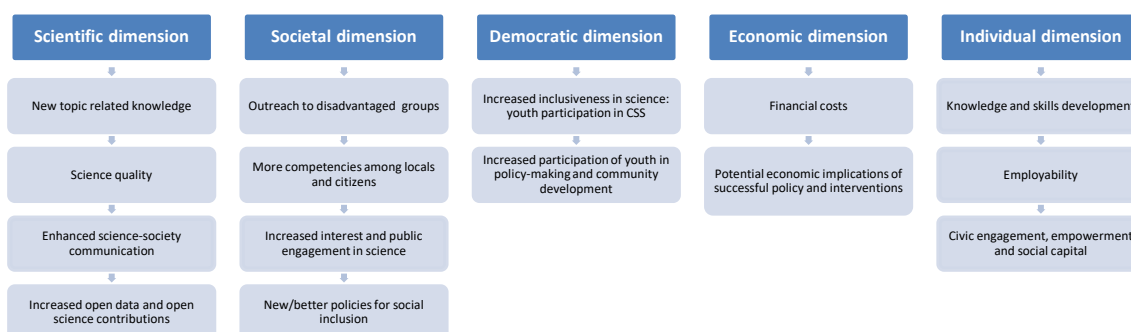 Scientific dimension
New topic related knowledge
Science quality
Enhanced science-society
communication
Increased open data and open
science contributions
Societal dimension
Outreach to disadvantaged groups
More competencies among locals
and citizens
Increased interest and public
engagement in science
New/better policies for social
inclusion
Democratic dimension
Increased inclusiveness in science:
youth participation in CSS
Increased participation of youth in
policy-making and community
development
Economic dimension
Financial costs
Potential economic implications of
successful policy and interventions
Individual dimension
Knowledge and skills development
Employability
Civic engagement, empowerment
and social capital